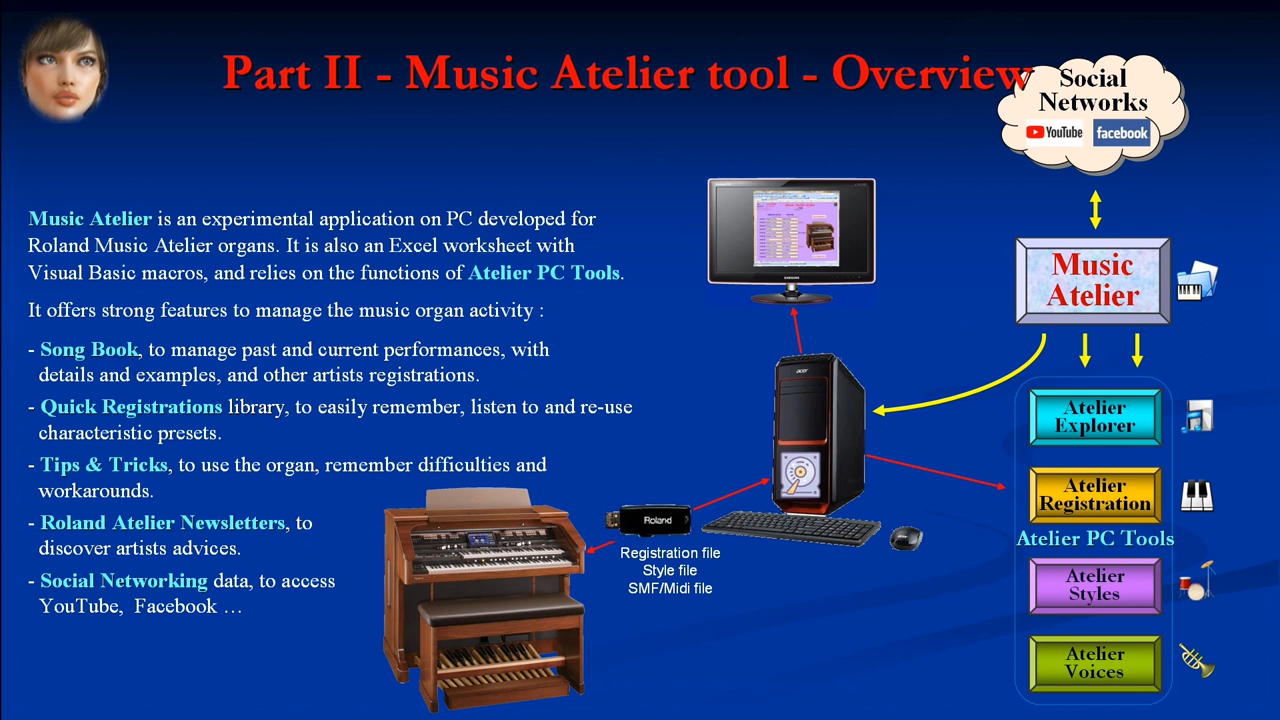 Part II - Music Atelier tool - Overview
Social
Networks
YouTube
facebook
Music Atelier is an experimental application on PC developed for
Roland Music Atelier organs. It is also an Excel worksheet with
Visual Basic macros, and relies on the functions of Atelier PC Tools.
It offers strong features to manage the music organ activity :
- Song Book, to manage past and current performances, with
details and examples, and other artists registrations.
- Quick Registrations library, to easily remember, listen to and re-use
characteristic presets.
- Tips & Tricks, to use the organ, remember difficulties and
workarounds.
- Roland Atelier Newsletters, to
discover artists advices.
- Social Networking data, to access
YouTube, Facebook …
SAMSUNG
acer
Roland
Registration file
Style file
SMF/Midi file
Music
Atelier
Atelier
Explorer
Atelier
Registration
Atelier PC Tools
Atelier
Styles
Atelier
Voices